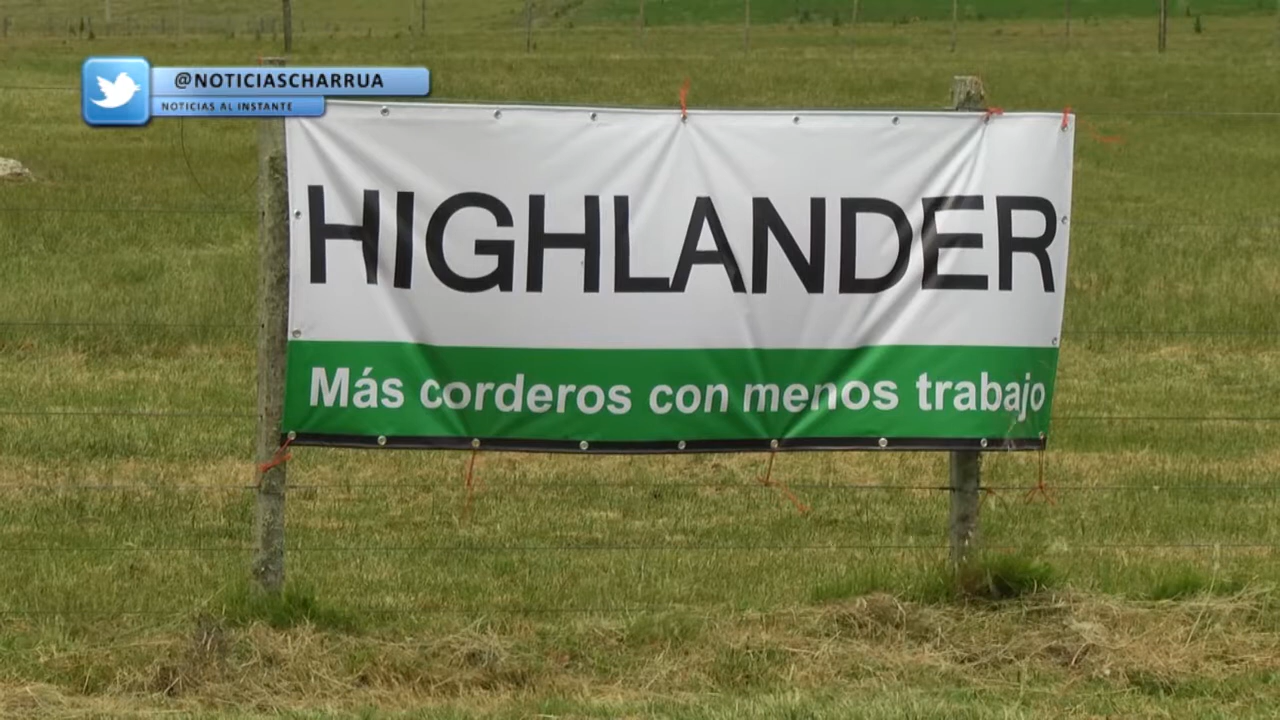 @NOTICIASCHARRUA
NOTICIAS AL INSTANTE
HIGHLANDER
Más corderos con menos trabajo